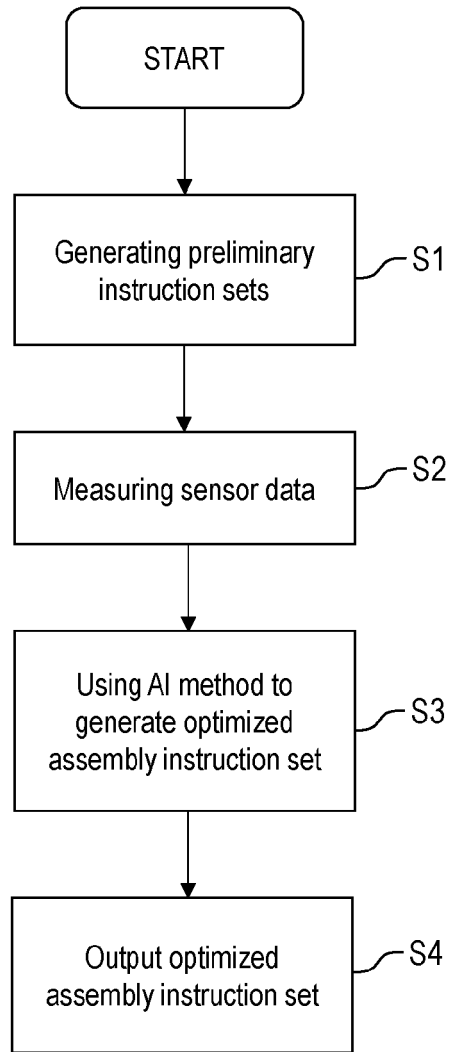 START
Generating preliminary
instruction sets
S1
Measuring sensor data
S2
Using AI method to
generate optimized
assembly instruction set
S3
Output optimized
assembly instruction set
S4